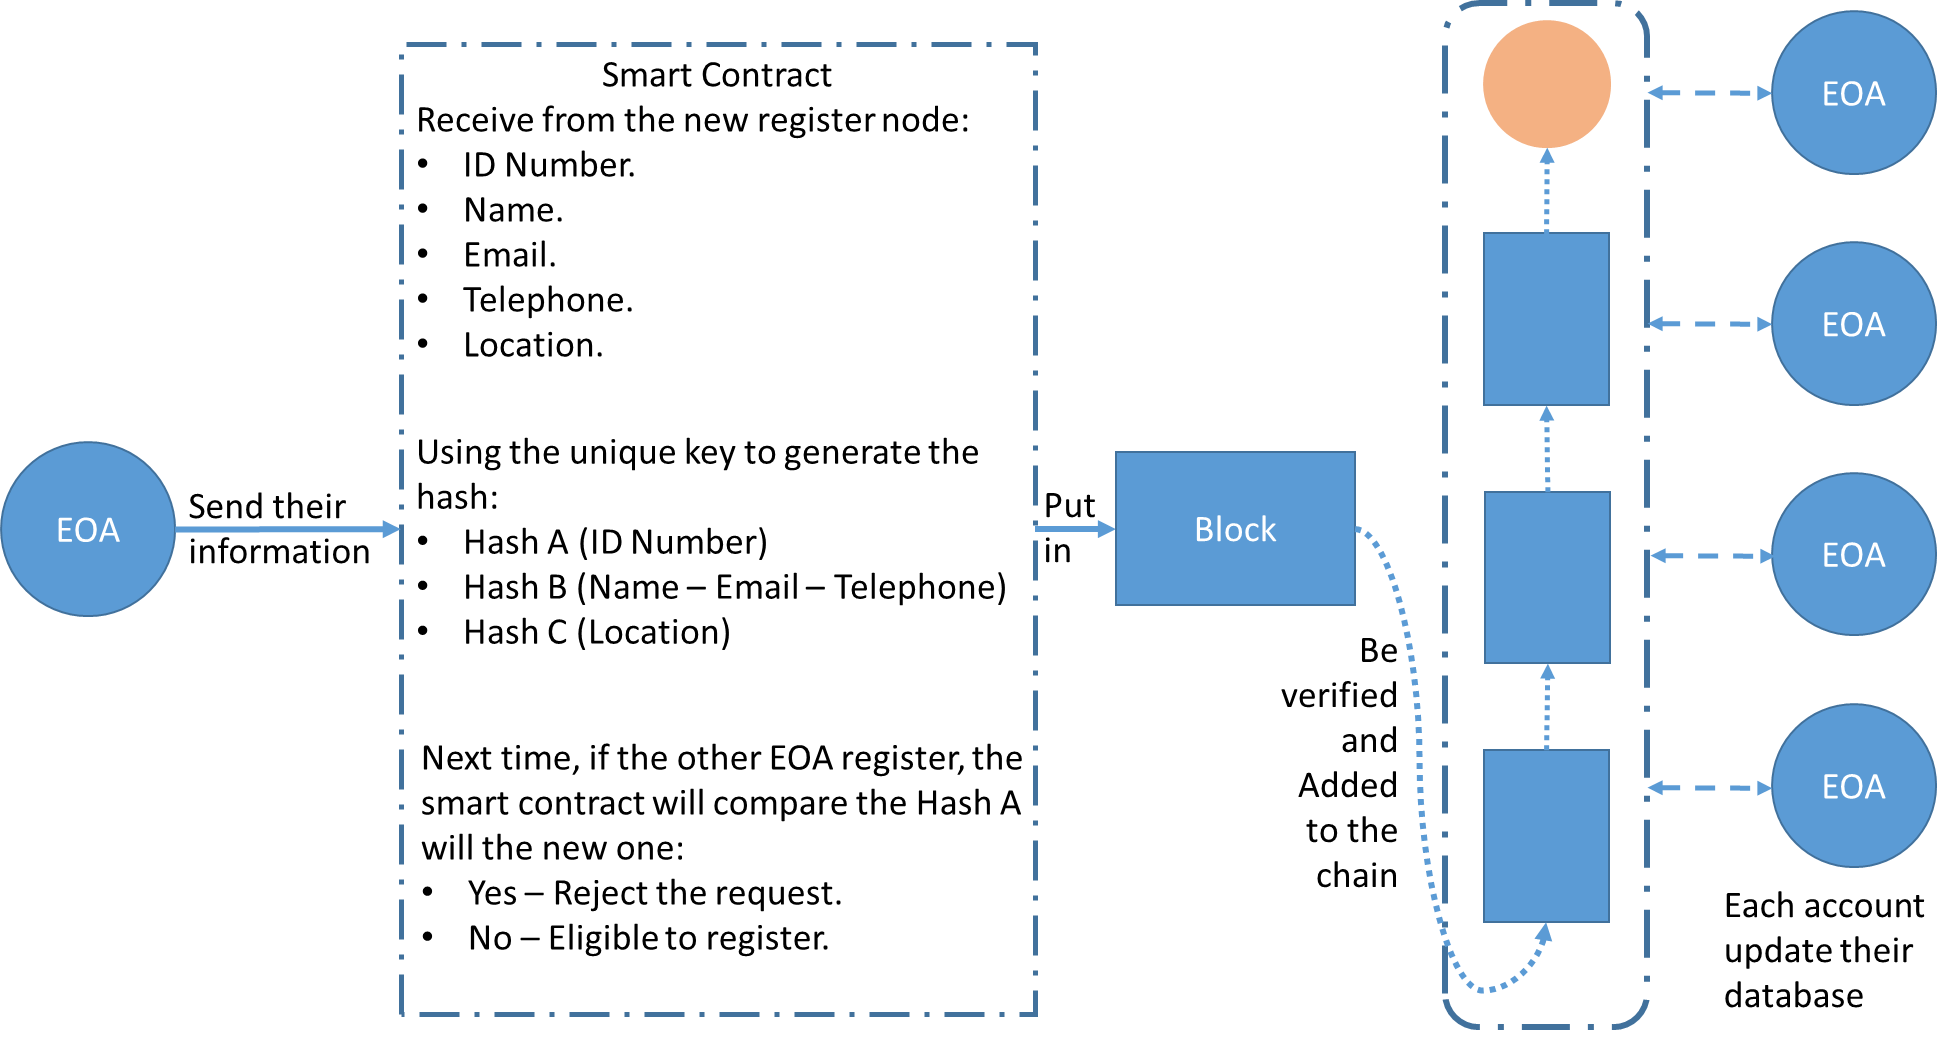 EOA
Send their
information
Smart Contract
Receive from the new register node:
• ID Number.
• Name.
• Email.
• Telephone.
• Location.
Using the unique key to generate the
hash:
• Hash A (ID Number)
• Hash B (Name – Email – Telephone)
• Hash C (Location)
Next time, if the other EOA register, the
smart contract will compare the Hash A
will the new one:
• Yes – Reject the request.
• No – Eligible to register.
Put
in
Block
Be
verified
and
Added
to the
chain
EOA
EOA
EOA
EOA
Each account
update their
database